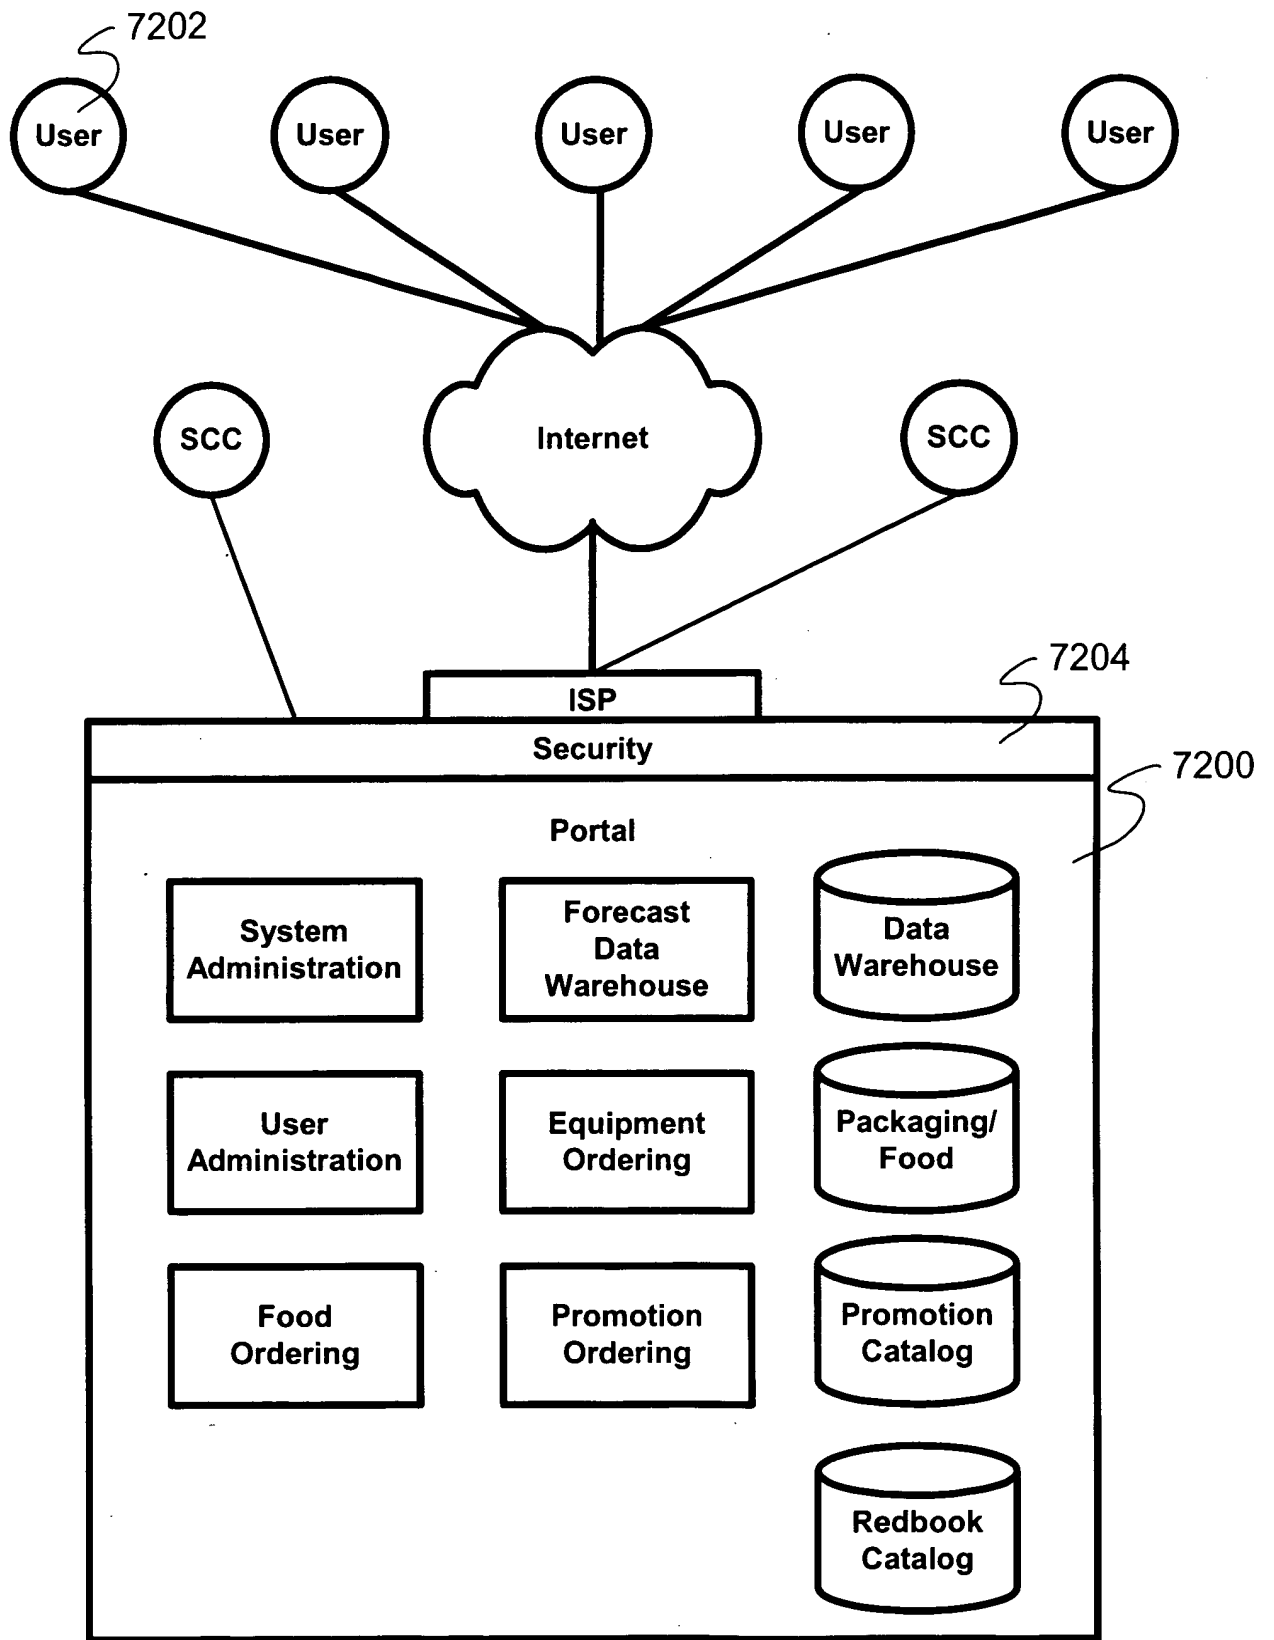 7202
User
User
User
User
User
SCC
Internet
SCC
7204
ISP
Security
7200
Portal
System
Administration
Forecast
Data
Warehouse
Data
Warehouse
User
Administration
Equipment
Ordering
Packaging/
Food
Food
Ordering
Promotion
Ordering
Promotion
Catalog
Redbook
Catalog